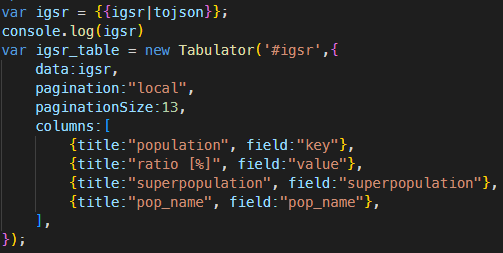 var igsr = {{igsr|tojson}};
console.log(igsr)
var igsr_table = new Tabulator('#igsr',{
    data:igsr,
    pagination:"local",
    paginationSize:13,
    columns:[
        {title:"population", field:"key"},
        {title:"ratio [%]", field:"value"},
        {title:"superpopulation", field:"superpopulation"},
        {title:"pop_name", field:"pop_name"},
    ],
});